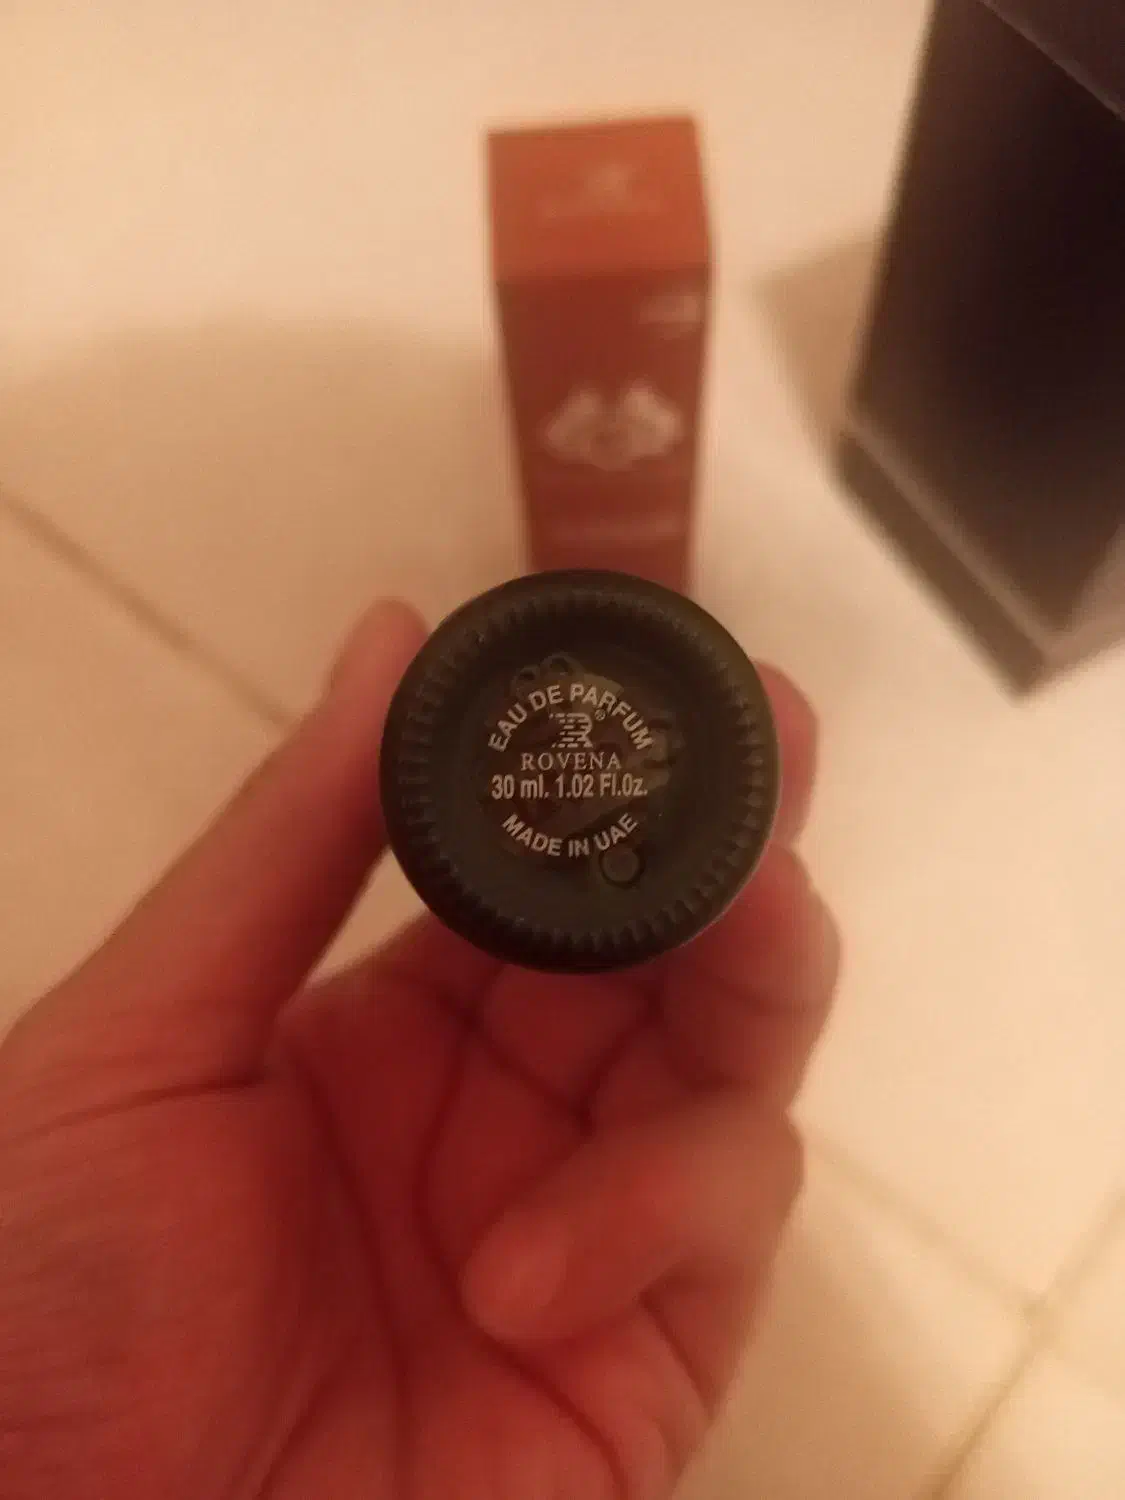 EAU DE PARFUM
R®
ROVENA
30 ml. 1.02 Fl.Oz.
MADE IN UAE